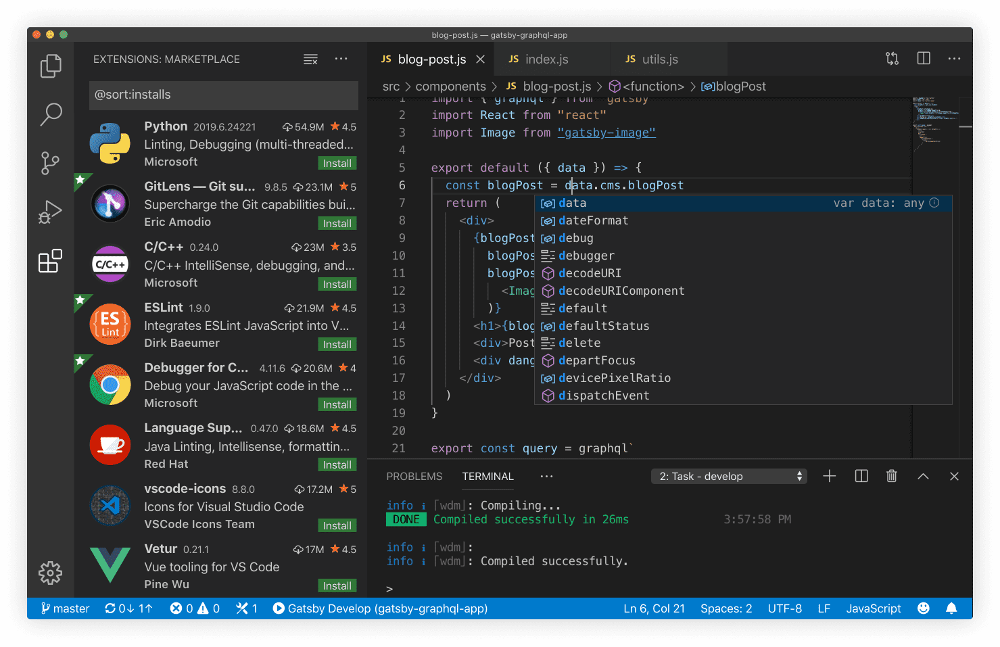 blog-post.js — gatsby-graphql-app
EXTENSIONS: MARKETPLACE
@sort:installs
Python 2019.6.24221 54.9M 4.5
Linting, Debugging (multi-threaded...
Microsoft Install
GitLens — Git su... 9.8.5 23.1M 5
Supercharge the Git capabilities bui...
Eric Amodio Install
C/C++
C/C++ 0.24.0 23M 3.5
C/C++ IntelliSense, debugging, and...
Microsoft Install
ES
Lint
ESLint 1.9.0 21.9M 4.5
Integrates ESLint JavaScript into V...
Dirk Baeumer Install
Debugger for C... 4.11.6 20.6M 4
Debug your JavaScript code in the ...
Microsoft Install
Language Sup... 0.47.0 18.6M 4.5
Java Linting, Intellisense, formattin...
Red Hat Install
vscode-icons 8.8.0 17.2M 5
Icons for Visual Studio Code
VSCode Icons Team Install
Vetur 0.21.1 17M 4.5
Vue tooling for VS Code
Pine Wu Install
JS blog-post.js JS index.js JS utils.js
src > components > JS blog-post.js > <function> > blogPost
1 import { graphql } from "gatsby"
2 import React from "react"
3 import Image from "gatsby-image"
4
5 export default ({ data }) => {
6 const blogPost = data.cms.blogPost
7 return (
8 <div>
9 {blogPost
10 blogPos
11 blogPos
12 <Imag
13 )}
14 <h1>{blog
15 <div>Post
16 <div dang
17 </div>
18 )
19 }
20
21 export const query = graphql`
data var data: any
dateFormat
debug
debugger
decodeURI
decodeURIComponent
default
defaultStatus
delete
departFocus
devicePixelRatio
dispatchEvent
PROBLEMS TERMINAL ... 2: Task - develop
info i ｢wdm｣: Compiling...
DONE Compiled successfully in 26ms 3:57:58 PM
info i ｢wdm｣:
info i ｢wdm｣: Compiled successfully.
>
master 0↓ 1↑ 0 0 1 Gatsby Develop (gatsby-graphql-app) Ln 6, Col 21 Spaces: 2 UTF-8 LF JavaScript